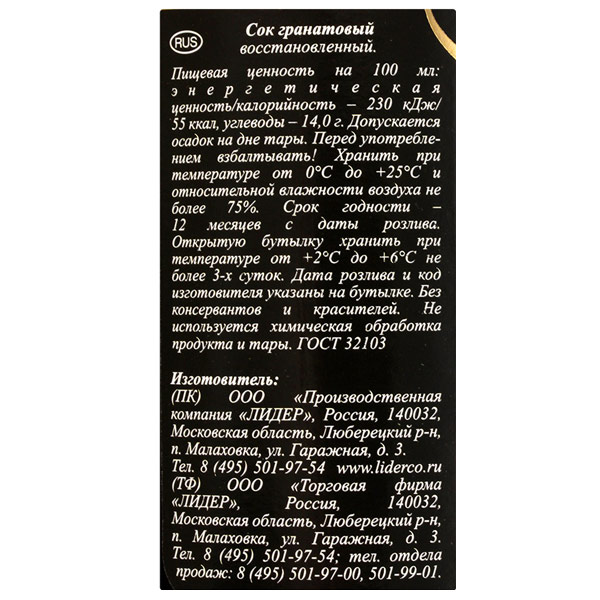 RUS
Сок гранатовый
восстановленный.
Пищевая ценность на 100 мл:
энергетическая
ценность/калорийность – 230 кДж/
55 ккал, углеводы – 14,0 г. Допускается
осадок на дне тары. Перед употребле-
нием взбалтывать! Хранить при
температуре от 0°С до +25°С и
относительной влажности воздуха не
более 75%. Срок годности –
12 месяцев с даты розлива.
Открытую бутылку хранить при
температуре от +2°С до +6°С не
более 3-х суток. Дата розлива и код
изготовителя указаны на бутылке. Без
консервантов и красителей. Не
используется химическая обработка
продукта и тары. ГОСТ 32103
Изготовитель:
(ПК) ООО «Производственная
компания «ЛИДЕР», Россия, 140032,
Московская область, Люберецкий р-н,
п. Малаховка, ул. Гаражная, д. 3
Тел. 8 (495) 501-97-54 www.liderco.ru
(ТФ) ООО «Торговая фирма
«ЛИДЕР», Россия, 140032,
Московская область, Люберецкий р-н,
п. Малаховка, ул. Гаражная, д. 3.
Тел. 8 (495) 501-97-54; тел. отдела
продаж: 8 (495) 501-97-00, 501-99-01.